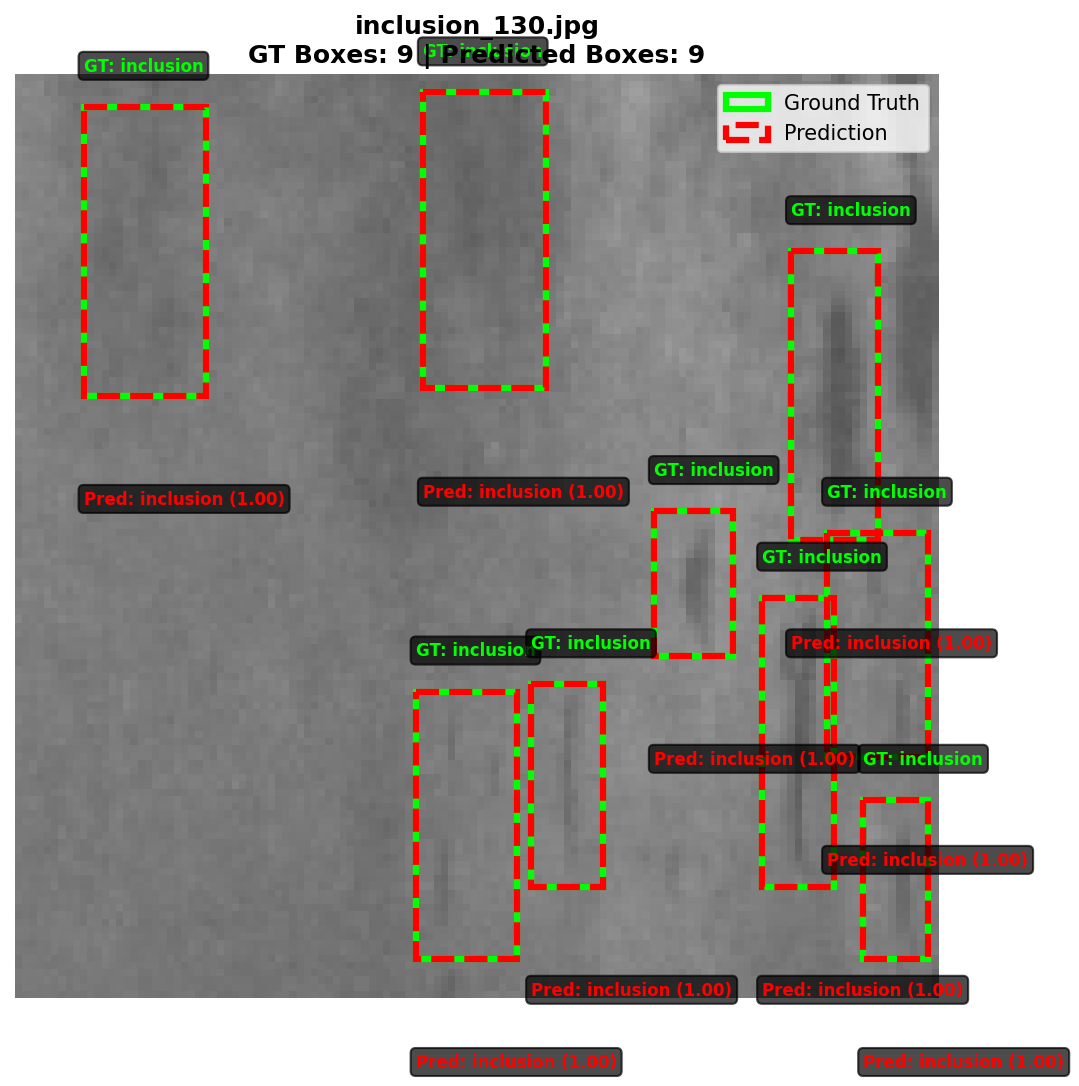 inclusion_130.jpg
GT Boxes: 9 | Predicted Boxes: 9
GT: inclusion
GT: inclusion
Ground Truth
Prediction
GT: inclusion
GT: inclusion
Pred: inclusion (1.00)
Pred: inclusion (1.00)
GT: inclusion
GT: inclusion
GT: inclusion
GT: inclusion
Pred: inclusion (1.00)
Pred: inclusion (1.00)
GT: inclusion
Pred: inclusion (1.00)
Pred: inclusion (1.00)
Pred: inclusion (1.00)
Pred: inclusion (1.00)
Pred: inclusion (1.00)